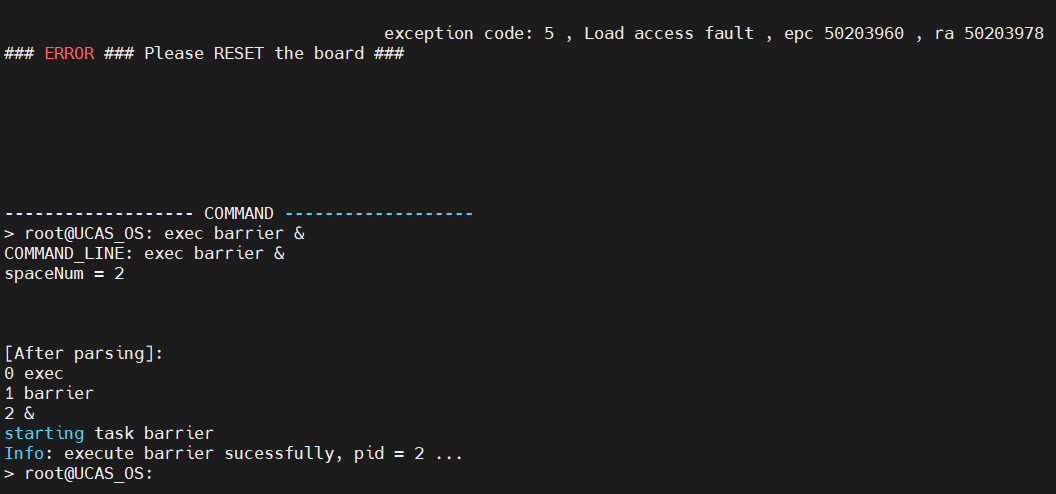 exception code: 5 , Load access fault , epc 50203960 , ra 50203978
### ERROR ### Please RESET the board ###
------------------- COMMAND -------------------
> root@UCAS_OS: exec barrier &
COMMAND_LINE: exec barrier &
spaceNum = 2
[After parsing]:
0 exec
1 barrier
2 &
starting task barrier
Info: execute barrier sucessfully, pid = 2 ...
> root@UCAS_OS: